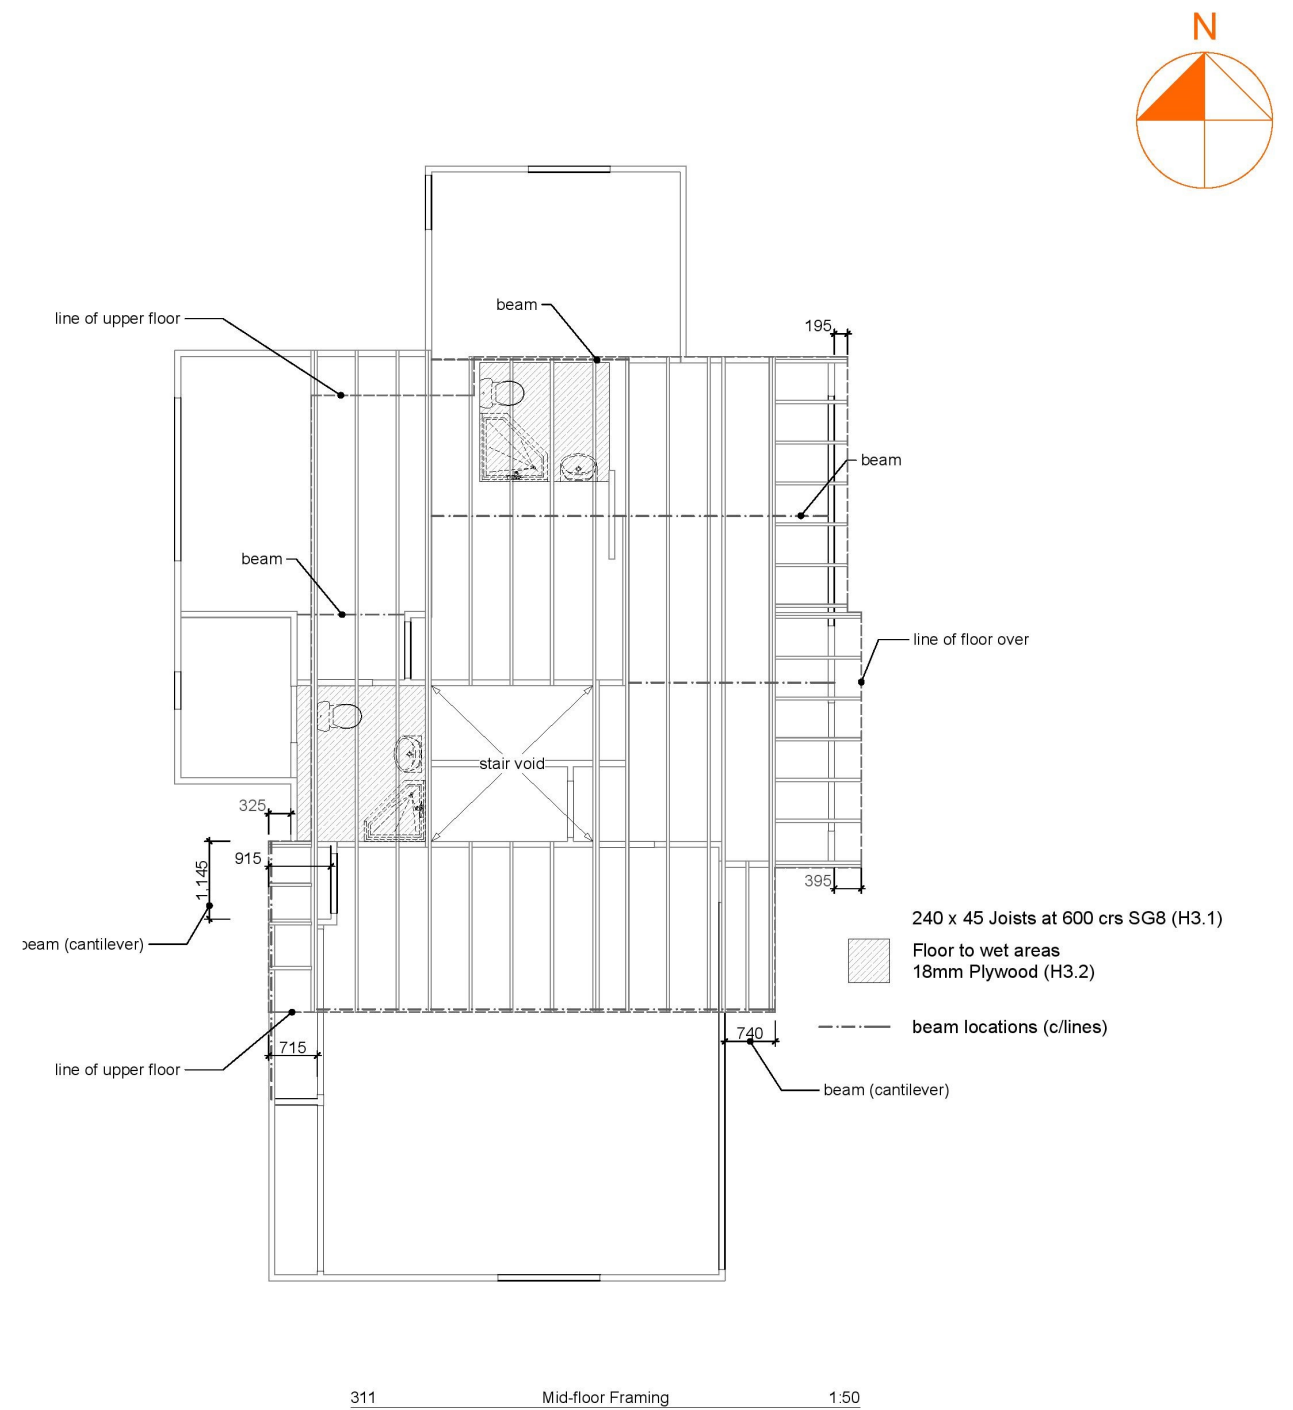 N
beam
line of upper floor
195
beam
beam
line of floor over
stair void
325
915
1.145
395
240 x 45 Joists at 600 crs SG8 (H3.1)
beam (cantilever)
Floor to wet areas
18mm Plywood (H3.2)
beam locations (c/lines)
740
715
line of upper floor
beam (cantilever)
311 Mid-floor Framing 1:50